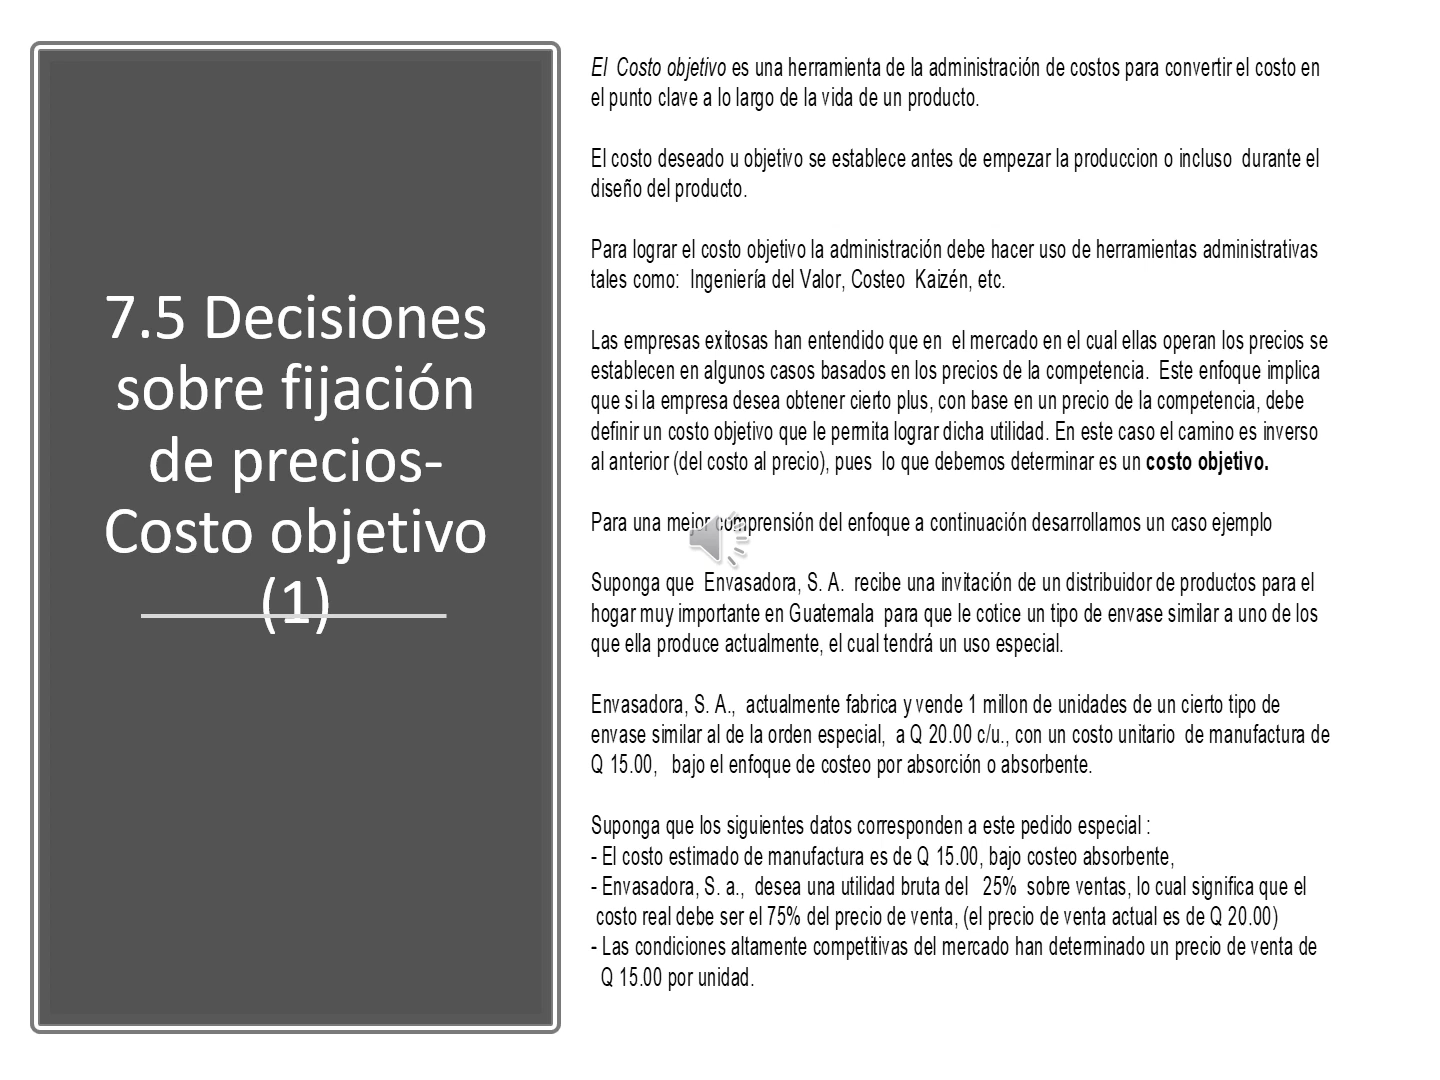 7.5 Decisiones
sobre fijación
de precios-
Costo objetivo
(1)
El Costo objetivo es una herramienta de la administración de costos para convertir el costo en
el punto clave a lo largo de la vida de un producto.
El costo deseado u objetivo se establece antes de empezar la produccion o incluso durante el
diseño del producto.
Para lograr el costo objetivo la administración debe hacer uso de herramientas administrativas
tales como: Ingeniería del Valor, Costeo Kaizén, etc.
Las empresas exitosas han entendido que en el mercado en el cual ellas operan los precios se
establecen en algunos casos basados en los precios de la competencia. Este enfoque implica
que si la empresa desea obtener cierto plus, con base en un precio de la competencia, debe
definir un costo objetivo que le permita lograr dicha utilidad. En este caso el camino es inverso
al anterior (del costo al precio), pues lo que debemos determinar es un costo objetivo.
Para una mejor comprensión del enfoque a continuación desarrollamos un caso ejemplo
Suponga que Envasadora, S. A. recibe una invitación de un distribuidor de productos para el
hogar muy importante en Guatemala para que le cotice un tipo de envase similar a uno de los
que ella produce actualmente, el cual tendrá un uso especial.
Envasadora, S. A., actualmente fabrica y vende 1 millon de unidades de un cierto tipo de
envase similar al de la orden especial, a Q 20.00 c/u., con un costo unitario de manufactura de
Q 15.00, bajo el enfoque de costeo por absorción o absorbente.
Suponga que los siguientes datos corresponden a este pedido especial :
- El costo estimado de manufactura es de Q 15.00, bajo costeo absorbente,
- Envasadora, S. a., desea una utilidad bruta del 25% sobre ventas, lo cual significa que el
costo real debe ser el 75% del precio de venta, (el precio de venta actual es de Q 20.00)
- Las condiciones altamente competitivas del mercado han determinado un precio de venta de
Q 15.00 por unidad.